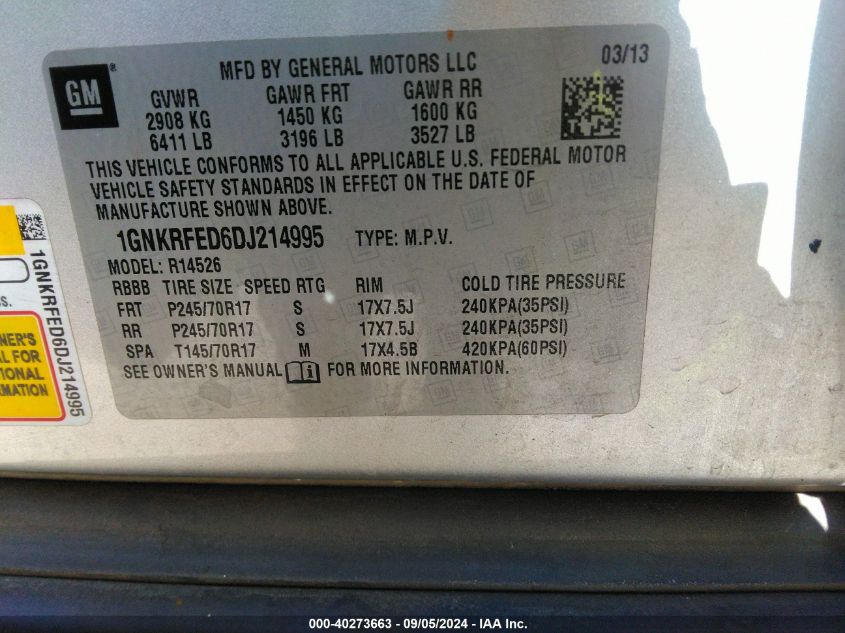 GM
®
MFD BY GENERAL MOTORS LLC
03/13
GVWR GAWR FRT GAWR RR
2908 KG 1450 KG 1600 KG
6411 LB 3196 LB 3527 LB
THIS VEHICLE CONFORMS TO ALL APPLICABLE U.S. FEDERAL MOTOR
VEHICLE SAFETY STANDARDS IN EFFECT ON THE DATE OF
MANUFACTURE SHOWN ABOVE.
1GNKRFED6DJ214995 TYPE: M.P.V.
MODEL: R14526
RBBB TIRE SIZE SPEED RTG RIM COLD TIRE PRESSURE
FRT P245/70R17 S 17X7.5J 240KPA(35PSI)
RR P245/70R17 S 17X7.5J 240KPA(35PSI)
SPA T145/70R17 M 17X4.5B 420KPA(60PSI)
SEE OWNER'S MANUAL FOR MORE INFORMATION.
1GNKRFED6DJ214995
000-40273663 - 09/05/2024 - IAA Inc.